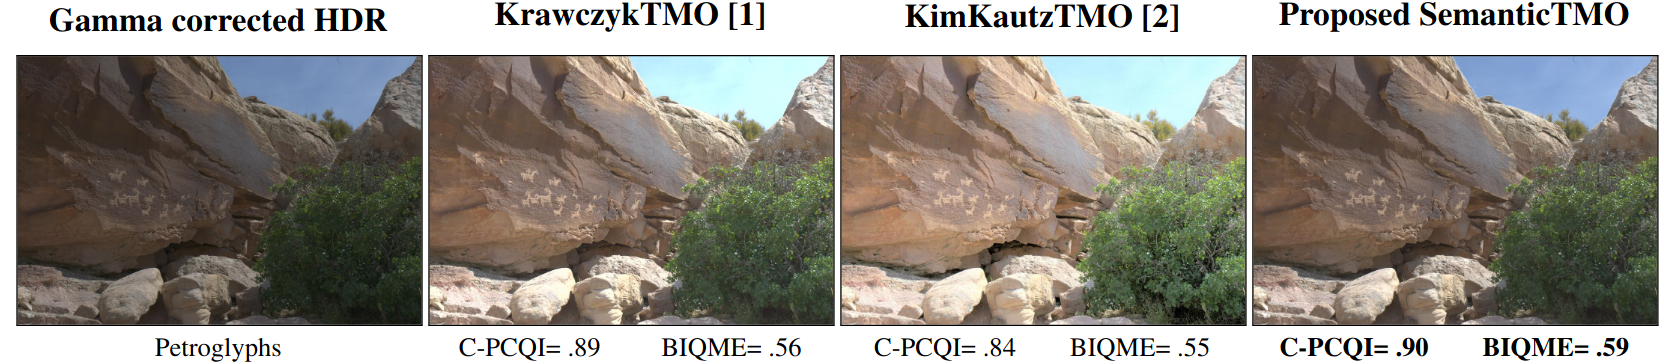 Gamma corrected HDR
KrawczykTMO [1]
KimKautzTMO [2]
Proposed SemanticTMO
Petroglyphs
C-PCQI= .89 BIQME= .56
C-PCQI= .84 BIQME= .55
C-PCQI= .90 BIQME= .59